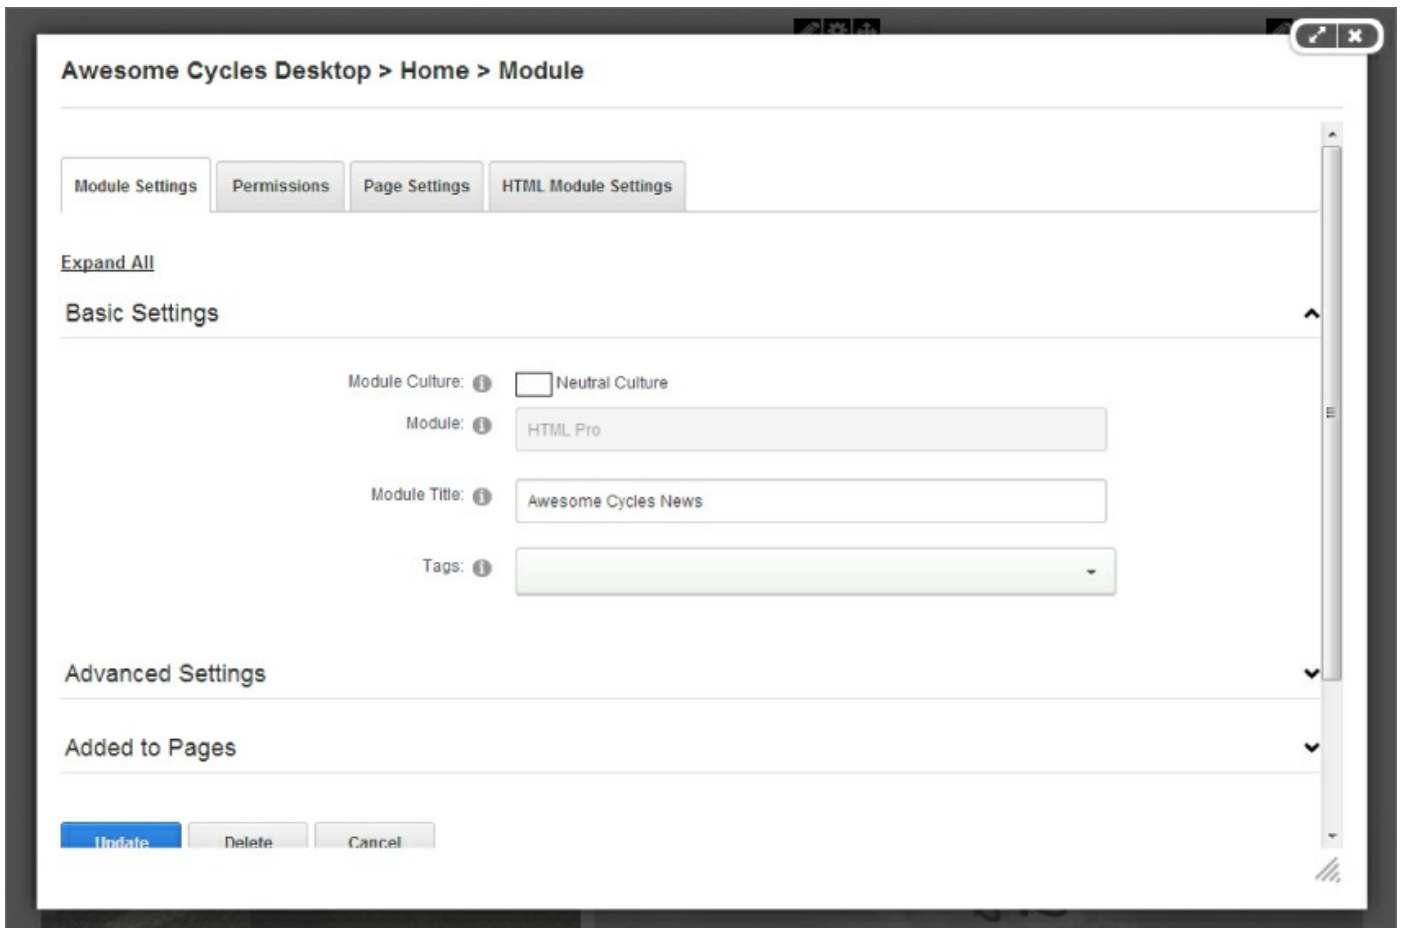 Awesome Cycles Desktop > Home > Module
Module Settings
Permissions
Page Settings
HTML Module Settings
Expand All
Basic Settings
Module Culture:
Neutral Culture
Module:
HTML Pro
Module Title:
Awesome Cycles News
Tags:
Advanced Settings
Added to Pages
Update
Delete
Cancel